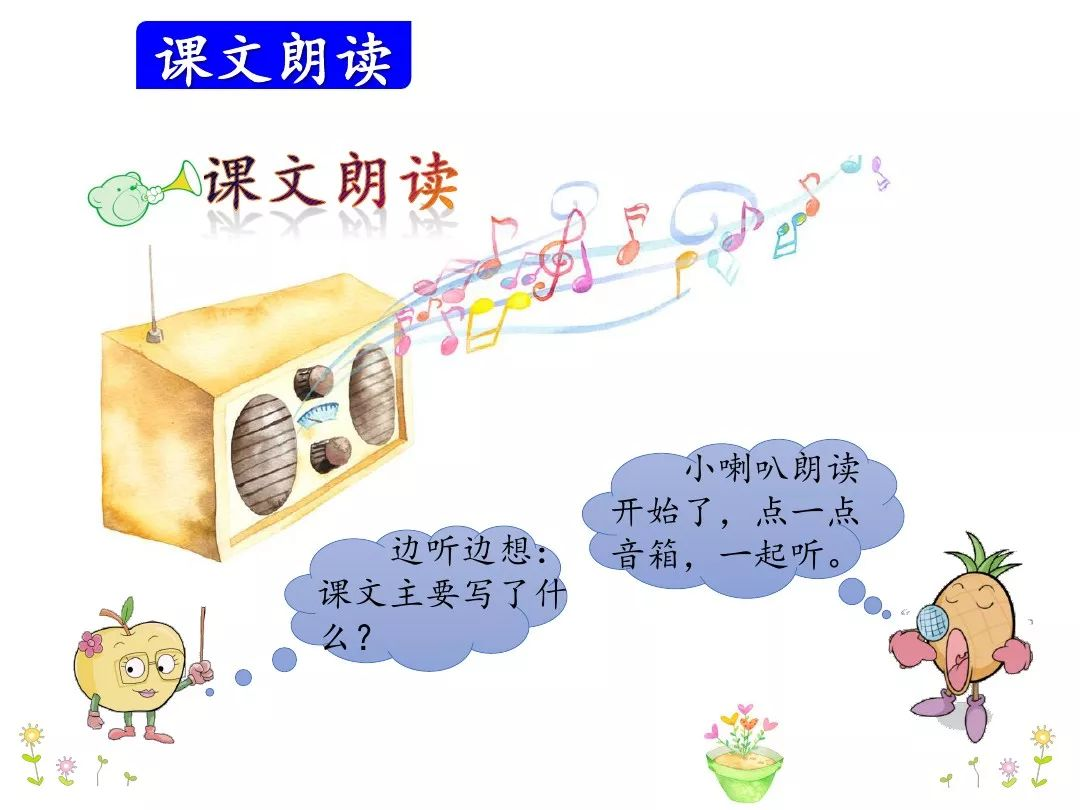 课文朗读
课文朗读
小喇叭朗读
开始了，点一点
音箱，一起听。
边听边想：
课文主要写了什
么？